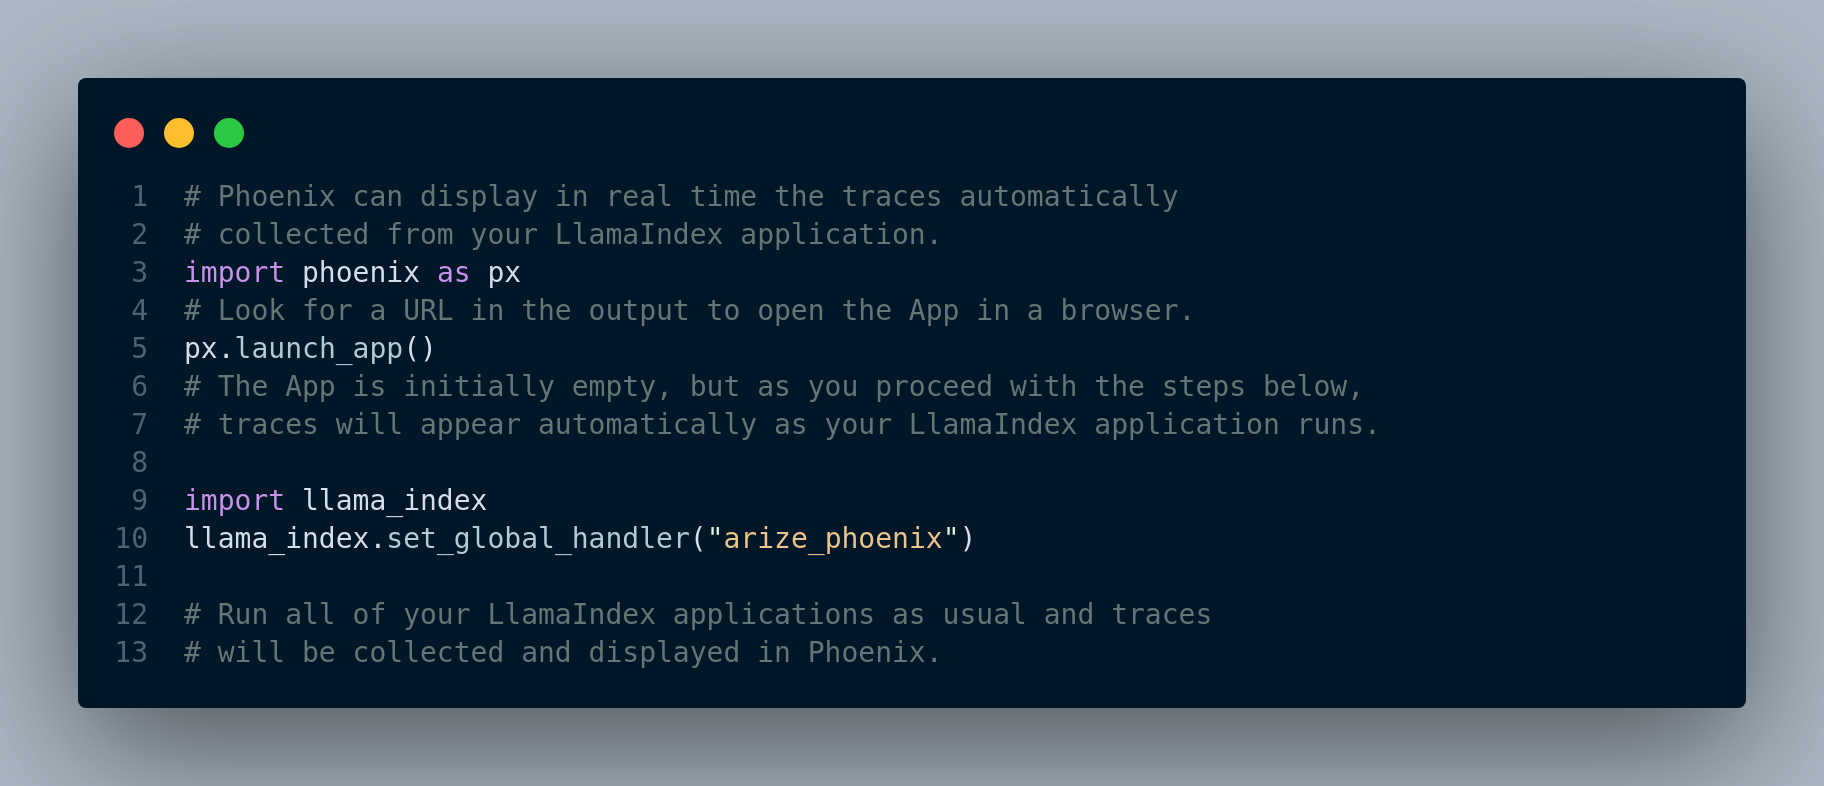 1 # Phoenix can display in real time the traces automatically
2 # collected from your LlamaIndex application.
3 import phoenix as px
4 # Look for a URL in the output to open the App in a browser.
5 px.launch_app()
6 # The App is initially empty, but as you proceed with the steps below,
7 # traces will appear automatically as your LlamaIndex application runs.
8
9 import llama_index
10 llama_index.set_global_handler("arize_phoenix")
11
12 # Run all of your LlamaIndex applications as usual and traces
13 # will be collected and displayed in Phoenix.